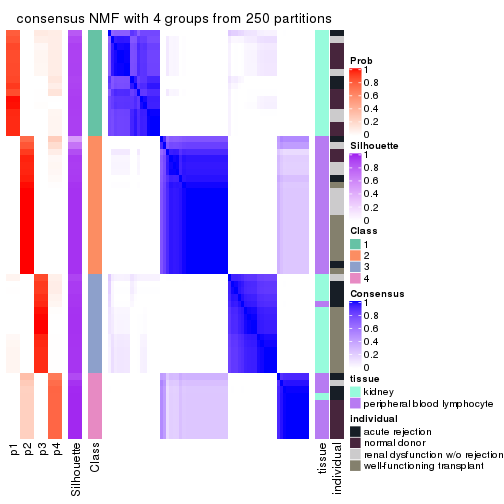 consensus NMF with 4 groups from 250 partitions
Prob
1
0.8
0.6
0.4
0.2
0
Silhouette
1
0.8
0.6
0.4
0.2
0
Class
1
2
3
4
Consensus
1
0.8
0.6
0.4
0.2
0
tissue
kidney
peripheral blood lymphocyte
individual
acute rejection
normal donor
renal dysfunction w/o rejection
well-functioning transplant
p1
p2
p3
p4
Silhouette
Class
tissue
individual